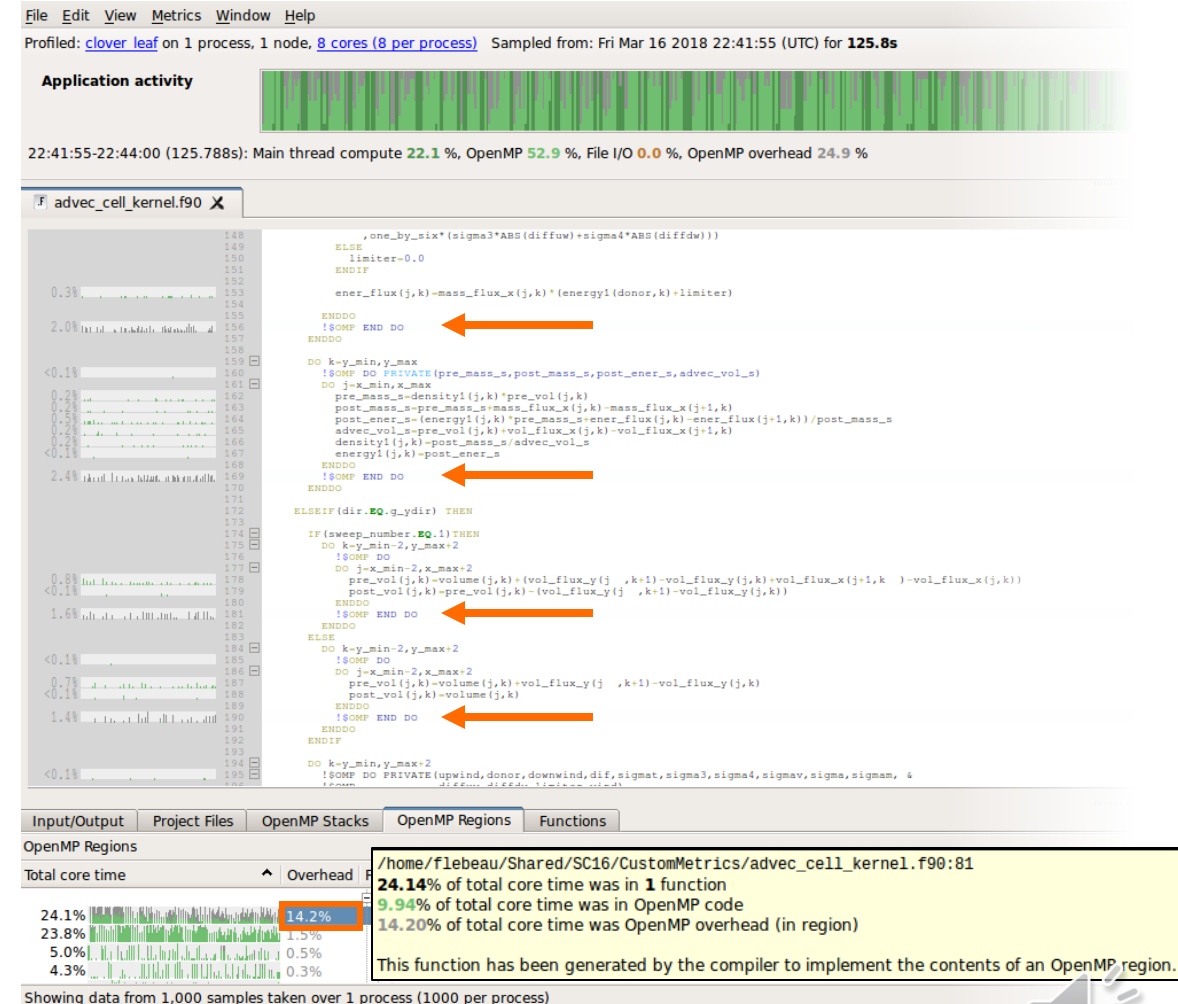 File Edit View Metrics Window Help
Profiled: clover leaf on 1 process, 1 node, 8 cores (8 per process) Sampled from: Fri Mar 16 2018 22:41:55 (UTC) for 125.8s
Application activity
22:41:55-22:44:00 (125.788s): Main thread compute 22.1 %, OpenMP 52.9 %, File I/O 0.0 %, OpenMP overhead 24.9 %
F advec_cell_kernel.f90 X
148 ,one_by_six*(sigma3*ABS(diffuw)+sigma4*ABS(diffdw)))
149 ELSE
150 limiter=0.0
151 ENDIF
152
0.3% 153 ener_flux(j,k)=mass_flux_x(j,k)*(energy1(donor,k)+limiter)
154
155 ENDDO
2.0% 156 !$OMP END DO
157 ENDDO
158
159 DO k=y_min,y_max
<0.1% 160 !$OMP DO PRIVATE(pre_mass_s,post_mass_s,post_ener_s,advec_vol_s)
161 DO j=x_min,x_max
0.2% 162 pre_mass_s=density1(j,k)*pre_vol(j,k)
0.2% 163 post_mass_s=pre_mass_s+mass_flux_x(j,k)-mass_flux_x(j+1,k)
0.5% 164 post_ener_s=(energy1(j,k)*pre_mass_s+ener_flux(j,k)-ener_flux(j+1,k))/post_mass_s
0.2% 165 advec_vol_s=pre_vol(j,k)+vol_flux_x(j,k)-vol_flux_x(j+1,k)
0.2% 166 density1(j,k)=post_mass_s/advec_vol_s
<0.1% 167 energy1(j,k)=post_ener_s
168 ENDDO
2.4% 169 !$OMP END DO
170 ENDDO
171
172 ELSEIF(dir.EQ.g_ydir) THEN
173
174 IF(sweep_number.EQ.1)THEN
175 DO k=y_min-2,y_max+2
176 !$OMP DO
177 DO j=x_min-2,x_max+2
0.8% 178 pre_vol(j,k)=volume(j,k)+(vol_flux_y(j ,k+1)-vol_flux_y(j,k)+vol_flux_x(j+1,k )-vol_flux_x(j,k))
<0.1% 179 post_vol(j,k)=pre_vol(j,k)-(vol_flux_y(j ,k+1)-vol_flux_y(j,k))
180 ENDDO
1.6% 181 !$OMP END DO
182 ENDDO
183 ELSE
184 DO k=y_min-2,y_max+2
<0.1% 185 !$OMP DO
186 DO j=x_min-2,x_max+2
0.7% 187 pre_vol(j,k)=volume(j,k)+vol_flux_y(j ,k+1)-vol_flux_y(j,k)
<0.1% 188 post_vol(j,k)=volume(j,k)
189 ENDDO
1.4% 190 !$OMP END DO
191 ENDDO
192 ENDIF
193
194 DO k=y_min,y_max+2
<0.1% 195 !$OMP DO PRIVATE(upwind,donor,downwind,dif,sigmat,sigma3,sigma4,sigmav,sigma,sigmam, &
Input/Output Project Files OpenMP Stacks OpenMP Regions Functions
OpenMP Regions
Total core time Overhead F
24.1% 14.2%
23.8% 1.5%
5.0% 0.5%
4.3% 0.3%
/home/flebeau/Shared/SC16/CustomMetrics/advec_cell_kernel.f90:81
24.14% of total core time was in 1 function
9.94% of total core time was in OpenMP code
14.20% of total core time was OpenMP overhead (in region)
This function has been generated by the compiler to implement the contents of an OpenMP region.
Showing data from 1,000 samples taken over 1 process (1000 per process)